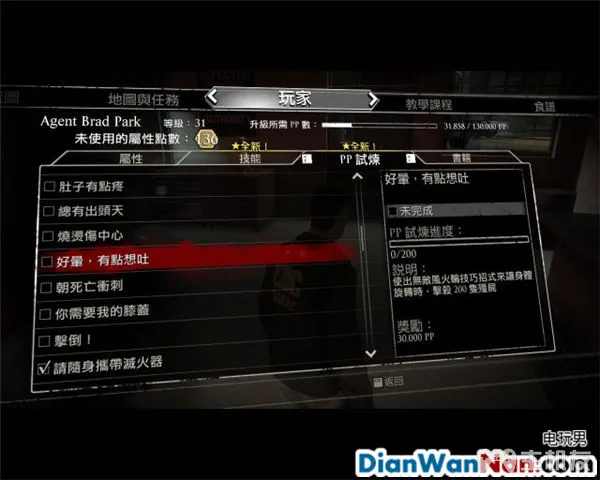 地圖與任務
玩家
教學課程
食譜
Agent Brad Park
等級：31
升級所需 PP 數：
31.858 / 130.000 PP
未使用的屬性點數：
136
★全新！
★全新！
屬性
技能
PP 試煉
書籍
肚子有點疼
總有出頭天
燒燙傷中心
好暈，有點想吐
朝死亡衝刺
你需要我的膝蓋
擊倒！
請隨身攜帶滅火器
好暈，有點想吐
未完成
PP 試煉進度：
0/200
說明：
使出無敵風火輪技巧招式來讓身體
旋轉時，擊殺 200 隻殭屍
獎勵：
30.000 PP
返回
电玩男
DianWanNan.com